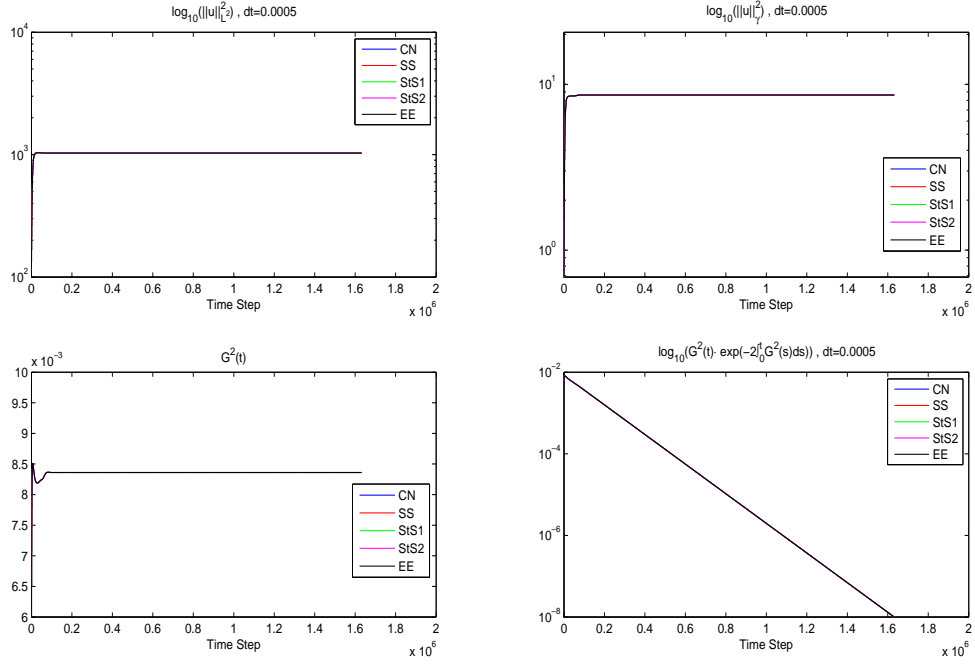 log10(||u||²L²) , dt=0.0005
10⁴
10³
10²
0 0.2 0.4 0.6 0.8 1 1.2 1.4 1.6 1.8 2
Time Step
x 10⁶
CN
SS
StS1
StS2
EE
log10(||u||²γ) , dt=0.0005
10¹
10⁰
0 0.2 0.4 0.6 0.8 1 1.2 1.4 1.6 1.8 2
Time Step
x 10⁶
CN
SS
StS1
StS2
EE
G²(t)
x 10⁻³
10
9.5
9
8.5
8
7.5
7
6.5
6
0 0.2 0.4 0.6 0.8 1 1.2 1.4 1.6 1.8 2
Time Step
x 10⁶
CN
SS
StS1
StS2
EE
log10(G²(t)· exp(-2∫₀ᵗG²(s)ds)) , dt=0.0005
10⁻²
10⁻⁴
10⁻⁶
10⁻⁸
0 0.2 0.4 0.6 0.8 1 1.2 1.4 1.6 1.8 2
Time Step
x 10⁶
CN
SS
StS1
StS2
EE